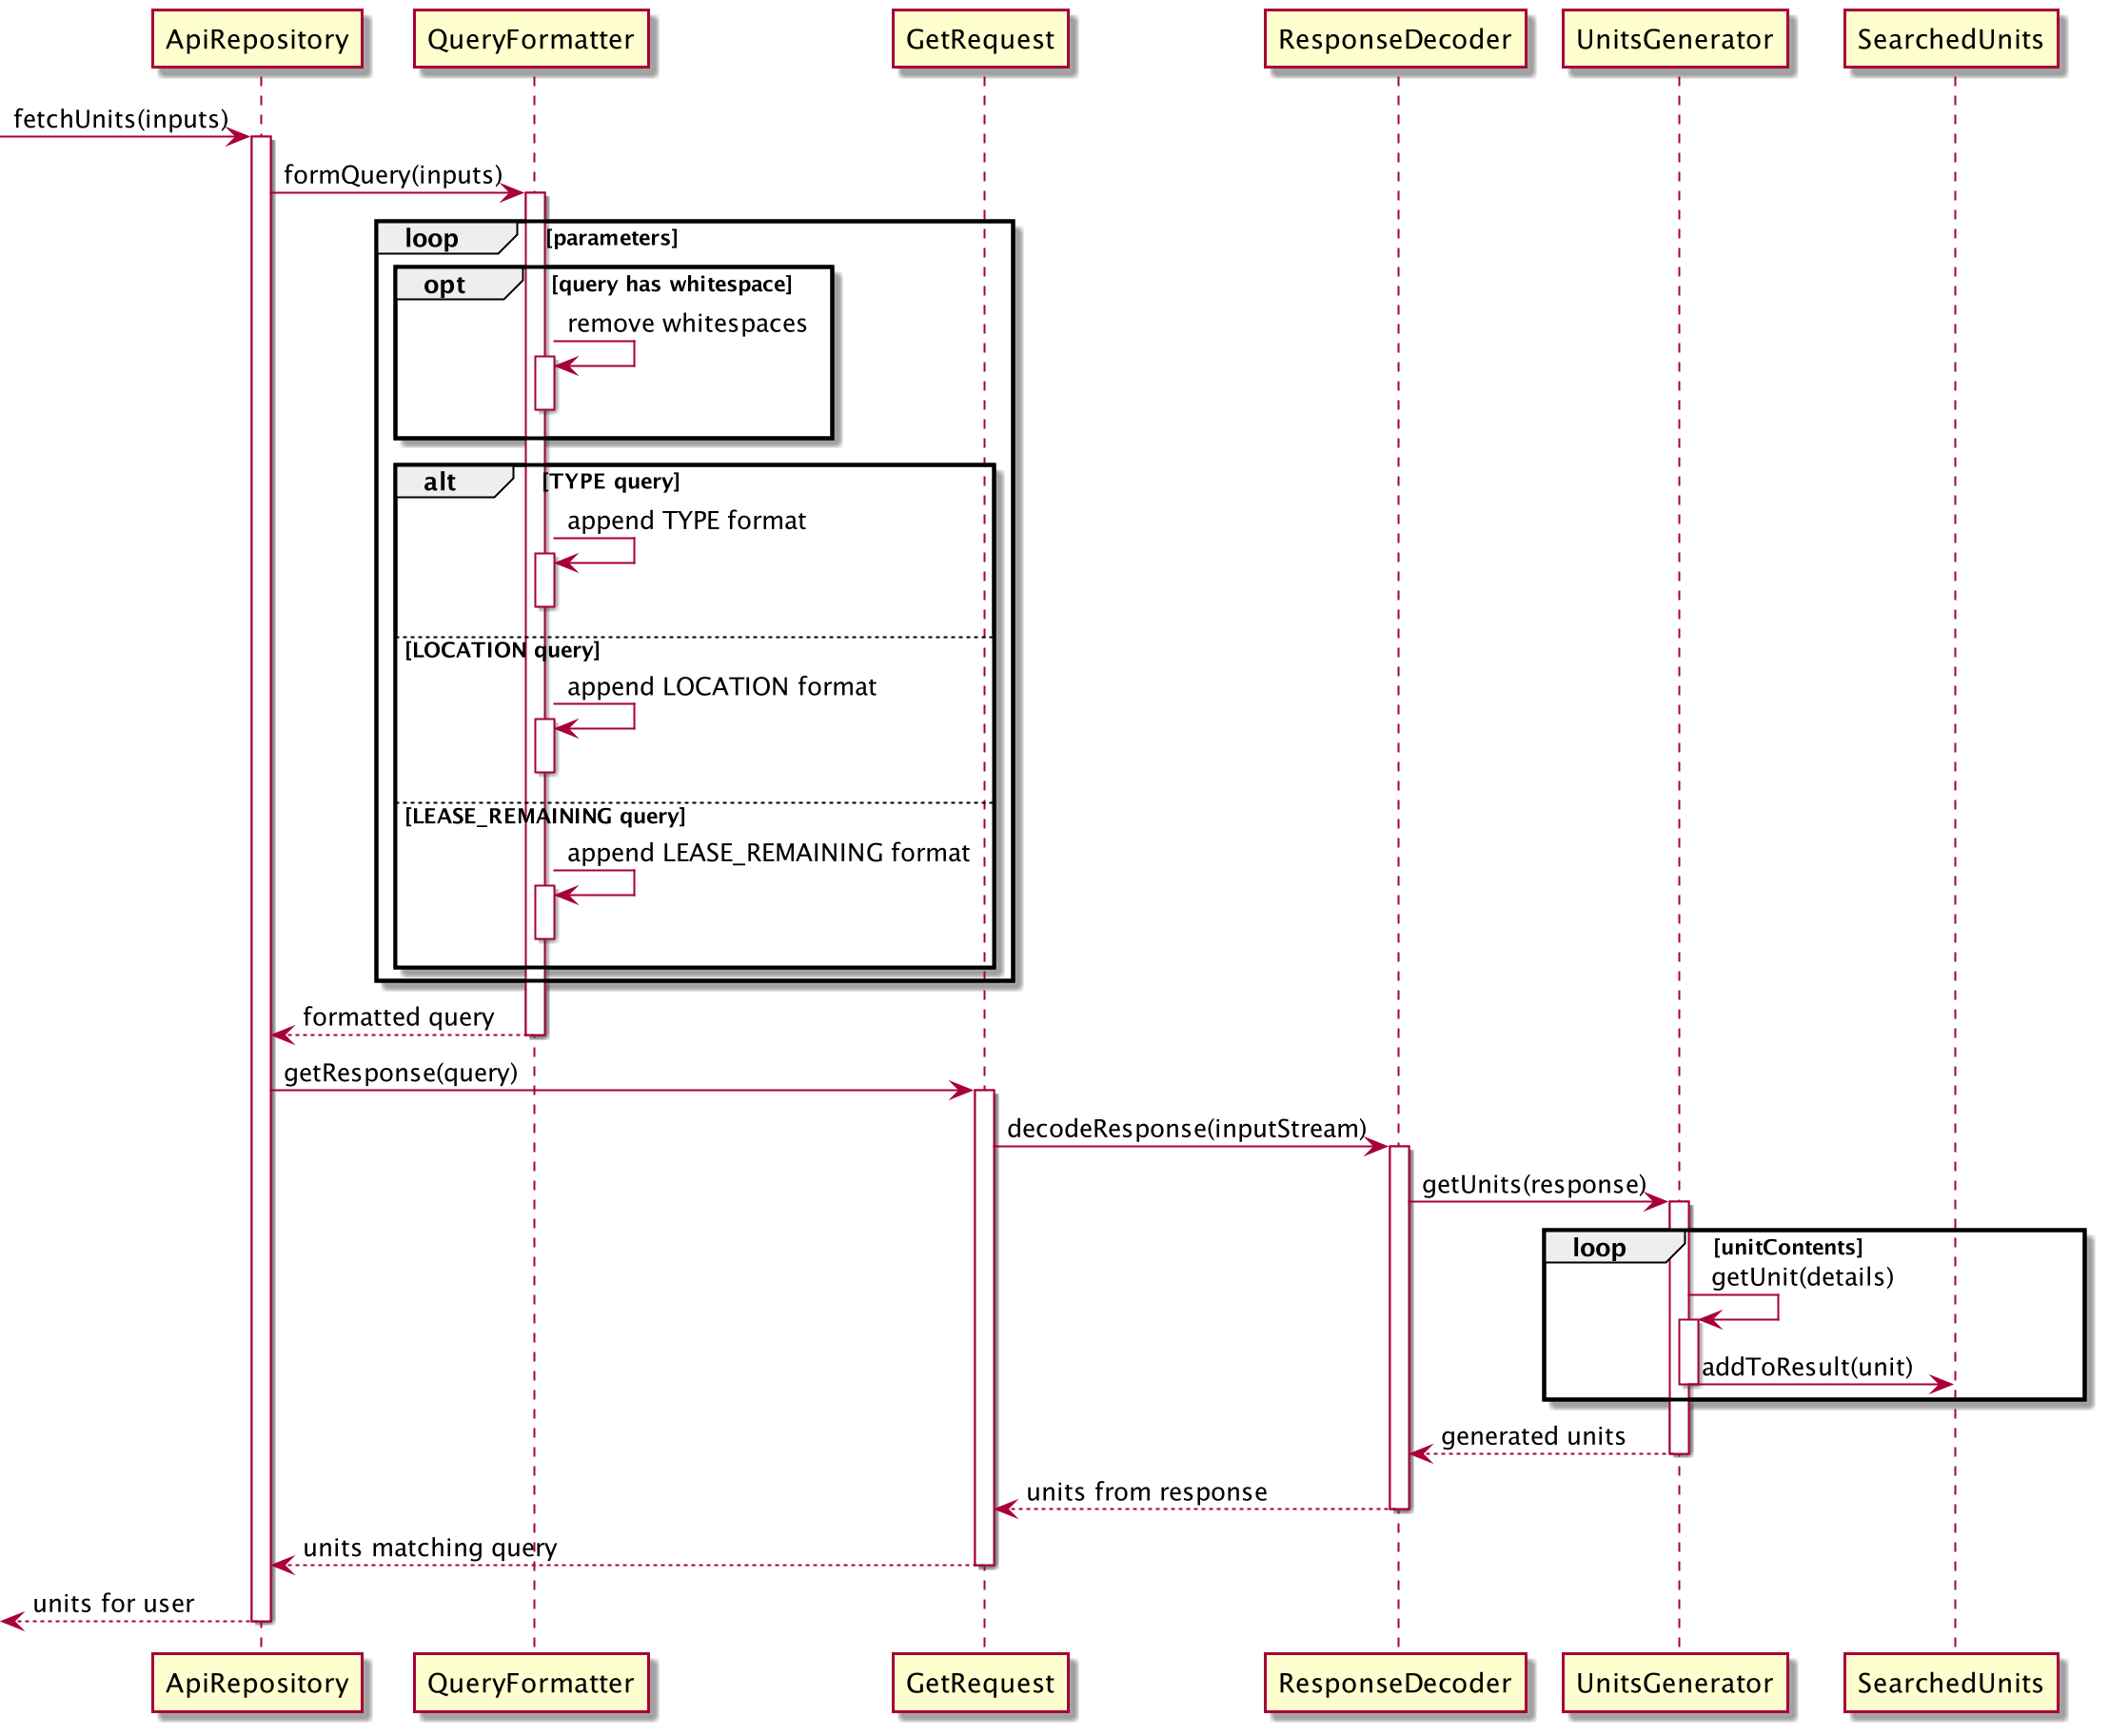 ApiRepository
QueryFormatter
GetRequest
ResponseDecoder
UnitsGenerator
SearchedUnits
fetchUnits(inputs)
formQuery(inputs)
loop
[parameters]
opt
[query has whitespace]
remove whitespaces
alt
[TYPE query]
append TYPE format
[LOCATION query]
append LOCATION format
[LEASE_REMAINING query]
append LEASE_REMAINING format
formatted query
getResponse(query)
decodeResponse(inputStream)
getUnits(response)
loop
[unitContents]
getUnit(details)
addToResult(unit)
generated units
units from response
units matching query
units for user
ApiRepository
QueryFormatter
GetRequest
ResponseDecoder
UnitsGenerator
SearchedUnits